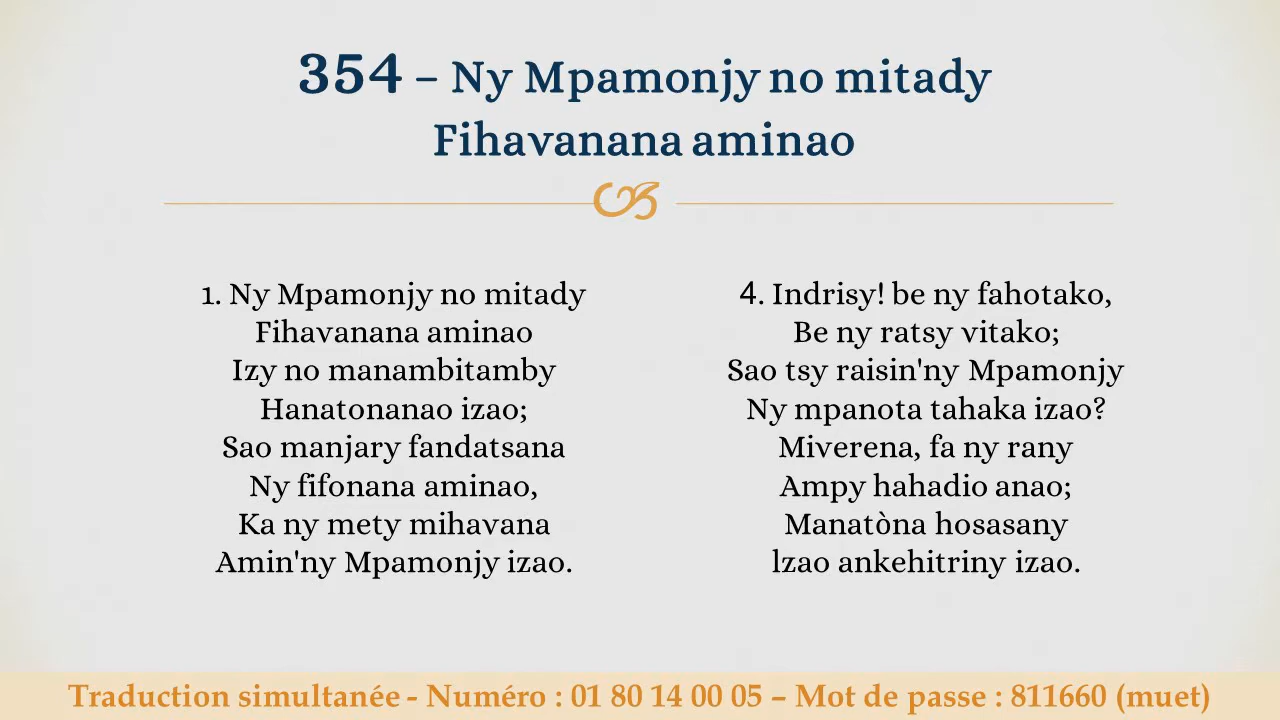 354 – Ny Mpamonjy no mitady
Fihavanana aminao
1. Ny Mpamonjy no mitady
Fihavanana aminao
Izy no manambitamby
Hanatonanao izao;
Sao manjary fandatsana
Ny fifonana aminao,
Ka ny mety mihavana
Amin'ny Mpamonjy izao.
4. Indrisy! be ny fahotako,
Be ny ratsy vitako;
Sao tsy raisin'ny Mpamonjy
Ny mpanota tahaka izao?
Miverena, fa ny rany
Ampy hahadio anao;
Manatòna hosasany
lzao ankehitriny izao.
Traduction simultanée - Numéro : 01 80 14 00 05 – Mot de passe : 811660 (muet)